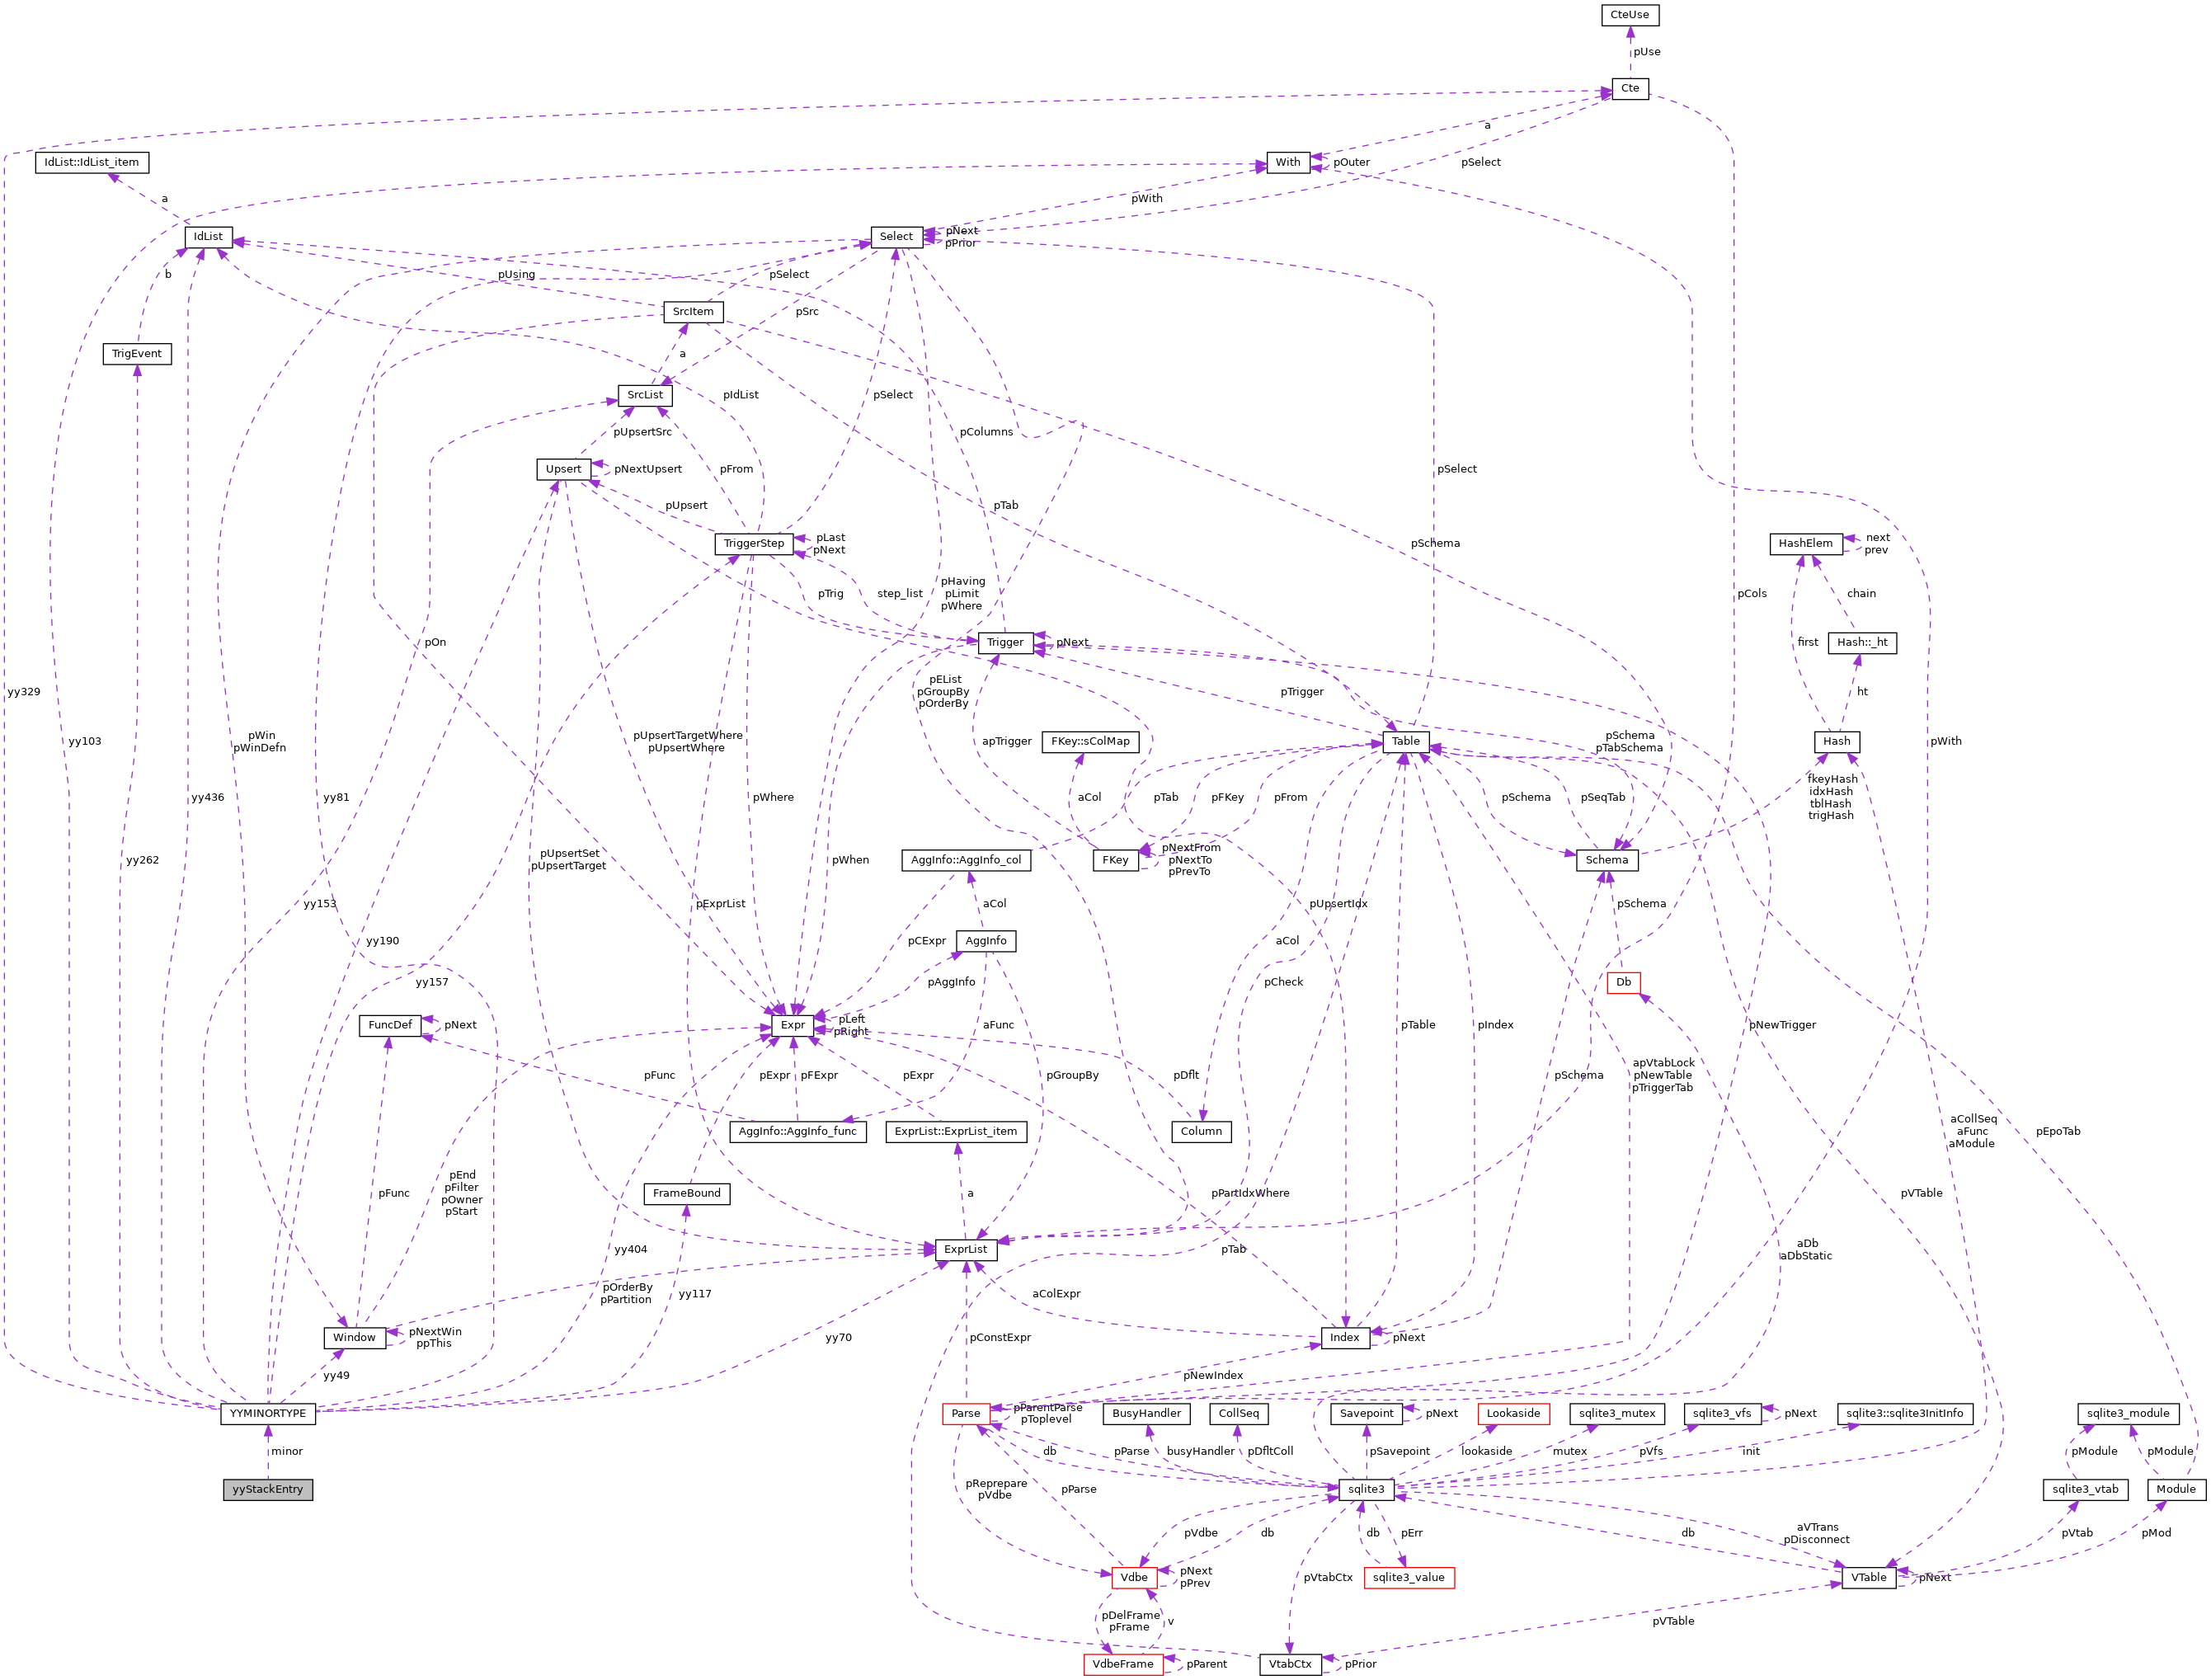 CteUse
pUse
Cte
a
IdList::IdList_item
With
pOuter
pSelect
a
pWith
IdList
Select
pNext
pPrior
b
pUsing
pSelect
SrcItem
pSrc
TrigEvent
a
SrcList
pIdList
pSelect
pUpsertSrc
pColumns
Upsert
pNextUpsert
pFrom
pSelect
pUpsert
pTab
TriggerStep
pLast
pNext
pSchema
HashElem
next
prev
pHaving
pLimit
pWhere
pTrig
step_list
pCols
chain
pOn
Trigger
pNext
first
Hash::_ht
yy329
pEList
pGroupBy
pOrderBy
pTrigger
ht
yy103
pWin
pWinDefn
pUpsertTargetWhere
pUpsertWhere
apTrigger
FKey::sColMap
Table
pSchema
pTabSchema
pWith
Hash
yy436
yy81
pWhere
aCol
pTab
pFKey
pFrom
pSchema
pSeqTab
fkeyHash
idxHash
tblHash
trigHash
yy262
pUpsertSet
pUpsertTarget
pWhen
AggInfo::AggInfo_col
FKey
pNextFrom
pNextTo
pPrevTo
Schema
yy153
pExprList
aCol
pUpsertIdx
pSchema
yy190
pCExpr
AggInfo
aCol
yy157
pAggInfo
pCheck
Db
FuncDef
pNext
Expr
pLeft
pRight
aFunc
pTable
pIndex
pNewTrigger
pFunc
pExpr
pFExpr
pExpr
pGroupBy
pDflt
pSchema
apVtabLock
pNewTable
pTriggerTab
AggInfo::AggInfo_func
ExprList::ExprList_item
Column
aCollSeq
aFunc
aModule
pEpoTab
pFunc
pEnd
pFilter
pOwner
pStart
FrameBound
a
pPartIdxWhere
pVTable
yy404
ExprList
pTab
aDb
aDbStatic
pOrderBy
pPartition
yy117
aColExpr
Window
pNextWin
ppThis
yy70
pConstExpr
Index
pNext
yy49
pNewIndex
YYMINORTYPE
Parse
pParentParse
pToplevel
BusyHandler
CollSeq
Savepoint
pNext
Lookaside
sqlite3_mutex
sqlite3_vfs
pNext
sqlite3::sqlite3InitInfo
sqlite3_module
minor
db
pParse
busyHandler
pDfltColl
pSavepoint
lookaside
mutex
pVfs
init
pModule
pModule
yyStackEntry
pReprepare
pVdbe
pParse
sqlite3
sqlite3_vtab
Module
pVdbe
db
db
pErr
aVTrans
pDisconnect
db
pVtab
pMod
Vdbe
pNext
pPrev
pVtabCtx
sqlite3_value
VTable
pNext
pDelFrame
pFrame
v
pVTable
VdbeFrame
pParent
VtabCtx
pPrior